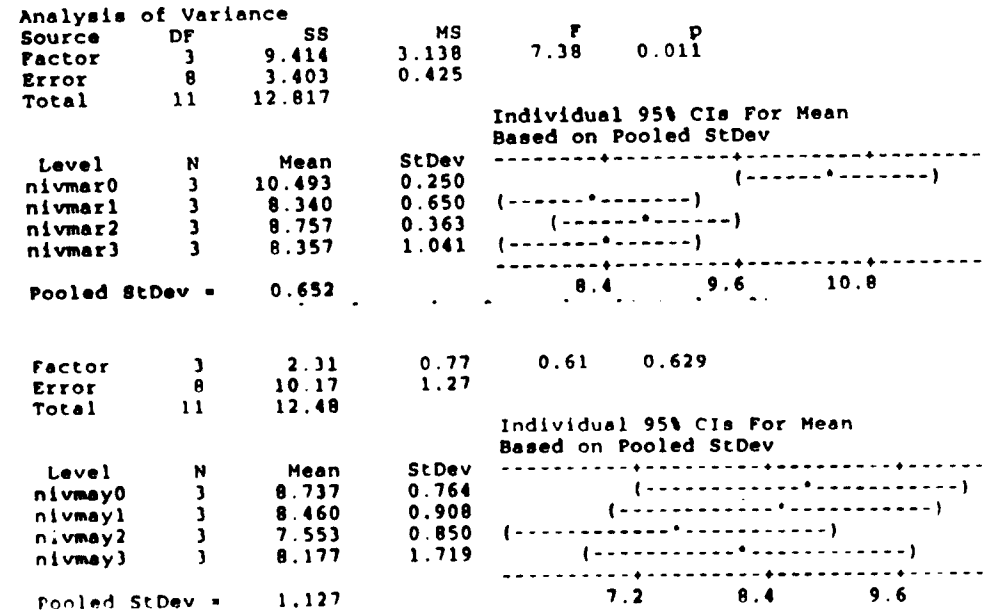 Analysis of Variance
Source DF SS MS F p
Factor 3 9.414 3.138 7.38 0.011
Error 8 3.403 0.425
Total 11 12.817
Individual 95% CIs For Mean
Based on Pooled StDev
Level N Mean StDev --------+---------+---------+--------
nivmar0 3 10.493 0.250 (------*-------)
nivmar1 3 8.340 0.650 (------*-------)
nivmar2 3 8.757 0.363 (------*------)
nivmar3 3 8.357 1.041 (-------*------)
--------+---------+---------+--------
Pooled StDev = 0.652 8.4 9.6 10.8
Factor 3 2.31 0.77 0.61 0.629
Error 8 10.17 1.27
Total 11 12.48
Individual 95% CIs For Mean
Based on Pooled StDev
Level N Mean StDev ----------+---------+---------+------
nivmay0 3 8.737 0.764 (------------*-----------)
nivmay1 3 8.460 0.908 (------------*-----------)
nivmay2 3 7.553 0.850 (------------*-----------)
nivmay3 3 8.177 1.719 (-----------*------------)
----------+---------+---------+------
Pooled StDev = 1.127 7.2 8.4 9.6